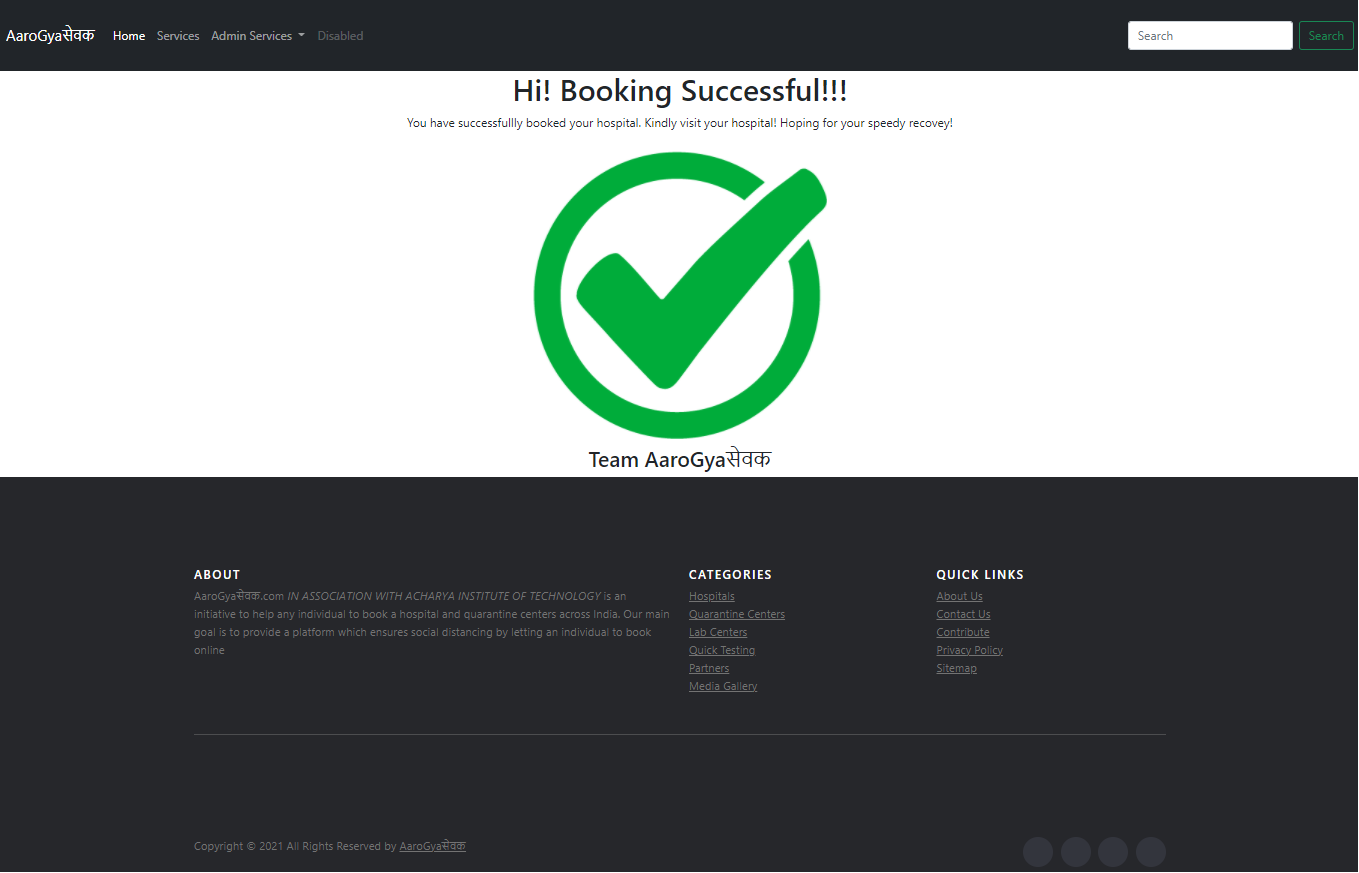 AaroGyaसेवक Home Services Admin Services Disabled Search Search
Hi! Booking Successful!!!
You have successfullly booked your hospital. Kindly visit your hospital! Hoping for your speedy recovey!
Team AaroGyaसेवक
ABOUT
AaroGyaसेवक.com IN ASSOCIATION WITH ACHARYA INSTITUTE OF TECHNOLOGY is an
initiative to help any individual to book a hospital and quarantine centers across India. Our main
goal is to provide a platform which ensures social distancing by letting an individual to book
online
CATEGORIES
Hospitals
Quarantine Centers
Lab Centers
Quick Testing
Partners
Media Gallery
QUICK LINKS
About Us
Contact Us
Contribute
Privacy Policy
Sitemap
Copyright © 2021 All Rights Reserved by AaroGyaसेवक